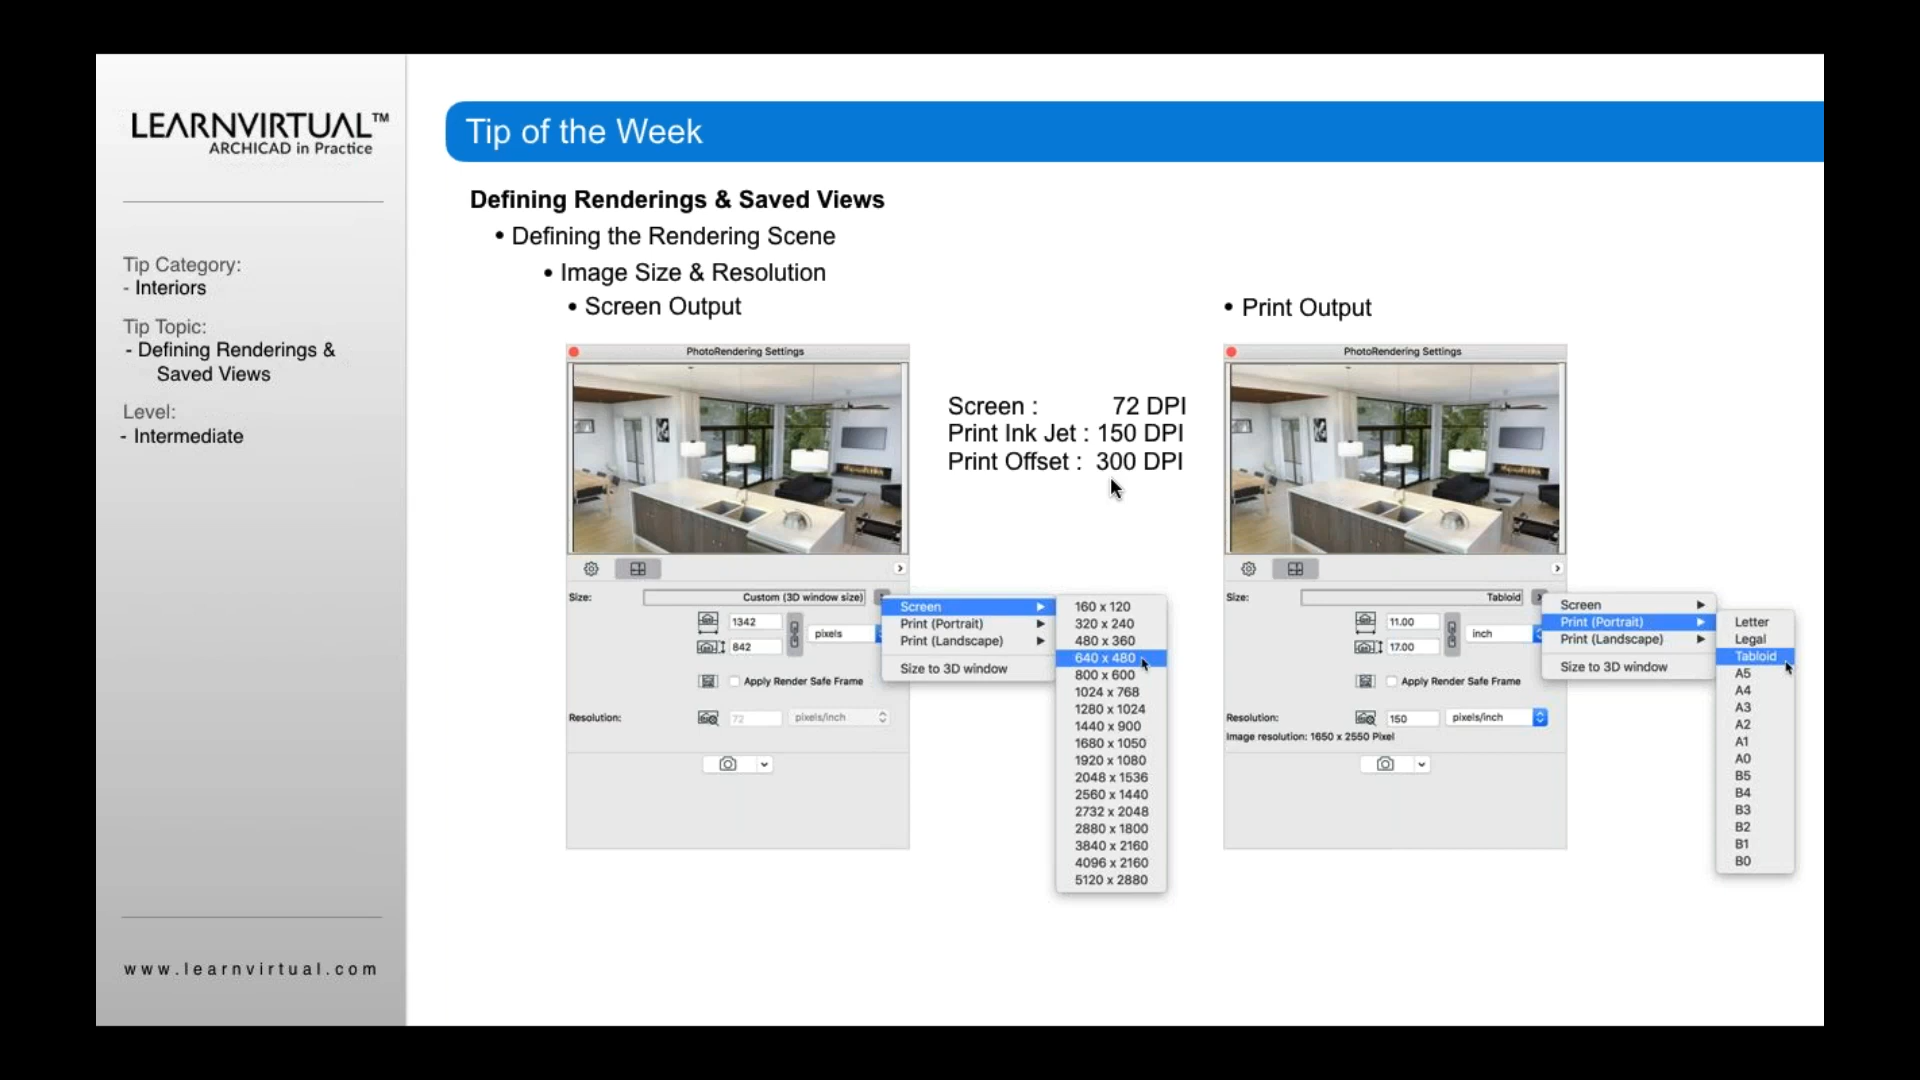 LEARNVIRTUAL™
ARCHICAD in Practice
Tip Category:
- Interiors
Tip Topic:
- Defining Renderings &
Saved Views
Level:
- Intermediate
www.learnvirtual.com
Tip of the Week
Defining Renderings & Saved Views
• Defining the Rendering Scene
• Image Size & Resolution
• Screen Output
PhotoRendering Settings
Size:
Custom (3D window size)
1342
842
pixels
Apply Render Safe Frame
Resolution:
72
pixels/inch
Screen
Print (Portrait)
Print (Landscape)
Size to 3D window
160 x 120
320 x 240
480 x 360
640 x 480
800 x 600
1024 x 768
1280 x 1024
1440 x 900
1680 x 1050
1920 x 1080
2048 x 1536
2560 x 1440
2732 x 2048
2880 x 1800
3840 x 2160
4096 x 2160
5120 x 2880
Screen : 72 DPI
Print Ink Jet : 150 DPI
Print Offset : 300 DPI
• Print Output
PhotoRendering Settings
Size:
Tabloid
11.00
17.00
inch
Apply Render Safe Frame
Resolution:
150
pixels/inch
Image resolution: 1650 x 2550 Pixel
Screen
Print (Portrait)
Print (Landscape)
Size to 3D window
Letter
Legal
Tabloid
A5
A4
A3
A2
A1
A0
B5
B4
B3
B2
B1
B0